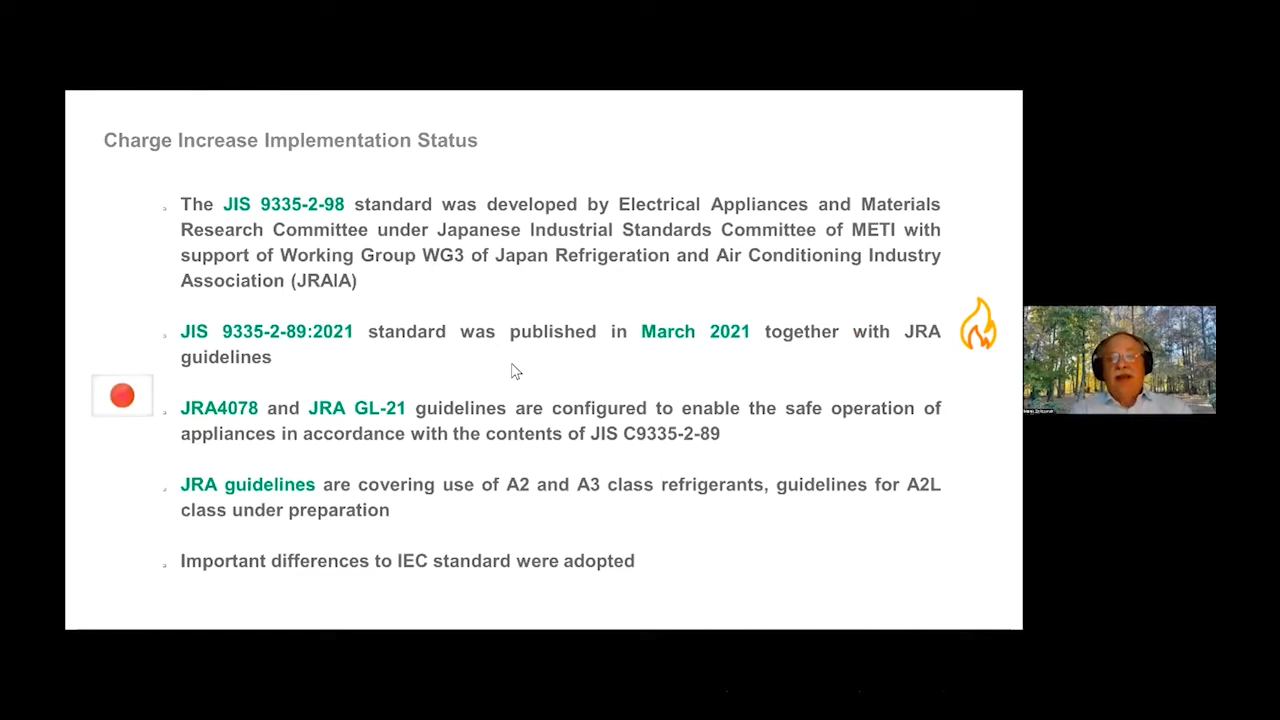 Charge Increase Implementation Status
The JIS 9335-2-98 standard was developed by Electrical Appliances and Materials
Research Committee under Japanese Industrial Standards Committee of METI with
support of Working Group WG3 of Japan Refrigeration and Air Conditioning Industry
Association (JRAIA)
JIS 9335-2-89:2021 standard was published in March 2021 together with JRA
guidelines
JRA4078 and JRA GL-21 guidelines are configured to enable the safe operation of
appliances in accordance with the contents of JIS C9335-2-89
JRA guidelines are covering use of A2 and A3 class refrigerants, guidelines for A2L
class under preparation
Important differences to IEC standard were adopted